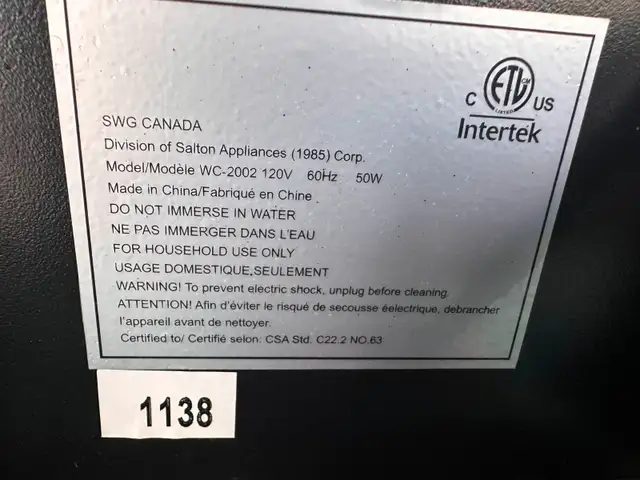 C ETL CM US
LISTED
Intertek
SWG CANADA
Division of Salton Appliances (1985) Corp.
Model/Modèle WC-2002 120V 60Hz 50W
Made in China/Fabriqué en Chine
DO NOT IMMERSE IN WATER
NE PAS IMMERGER DANS L'EAU
FOR HOUSEHOLD USE ONLY
USAGE DOMESTIQUE,SEULEMENT
WARNING! To prevent electric shock, unplug before cleaning.
ATTENTION! Afin d'éviter le risqué de secousse éelectrique, debrancher
l'appareil avant de nettoyer.
Certified to/ Certifié selon: CSA Std. C22.2 NO.63
1138